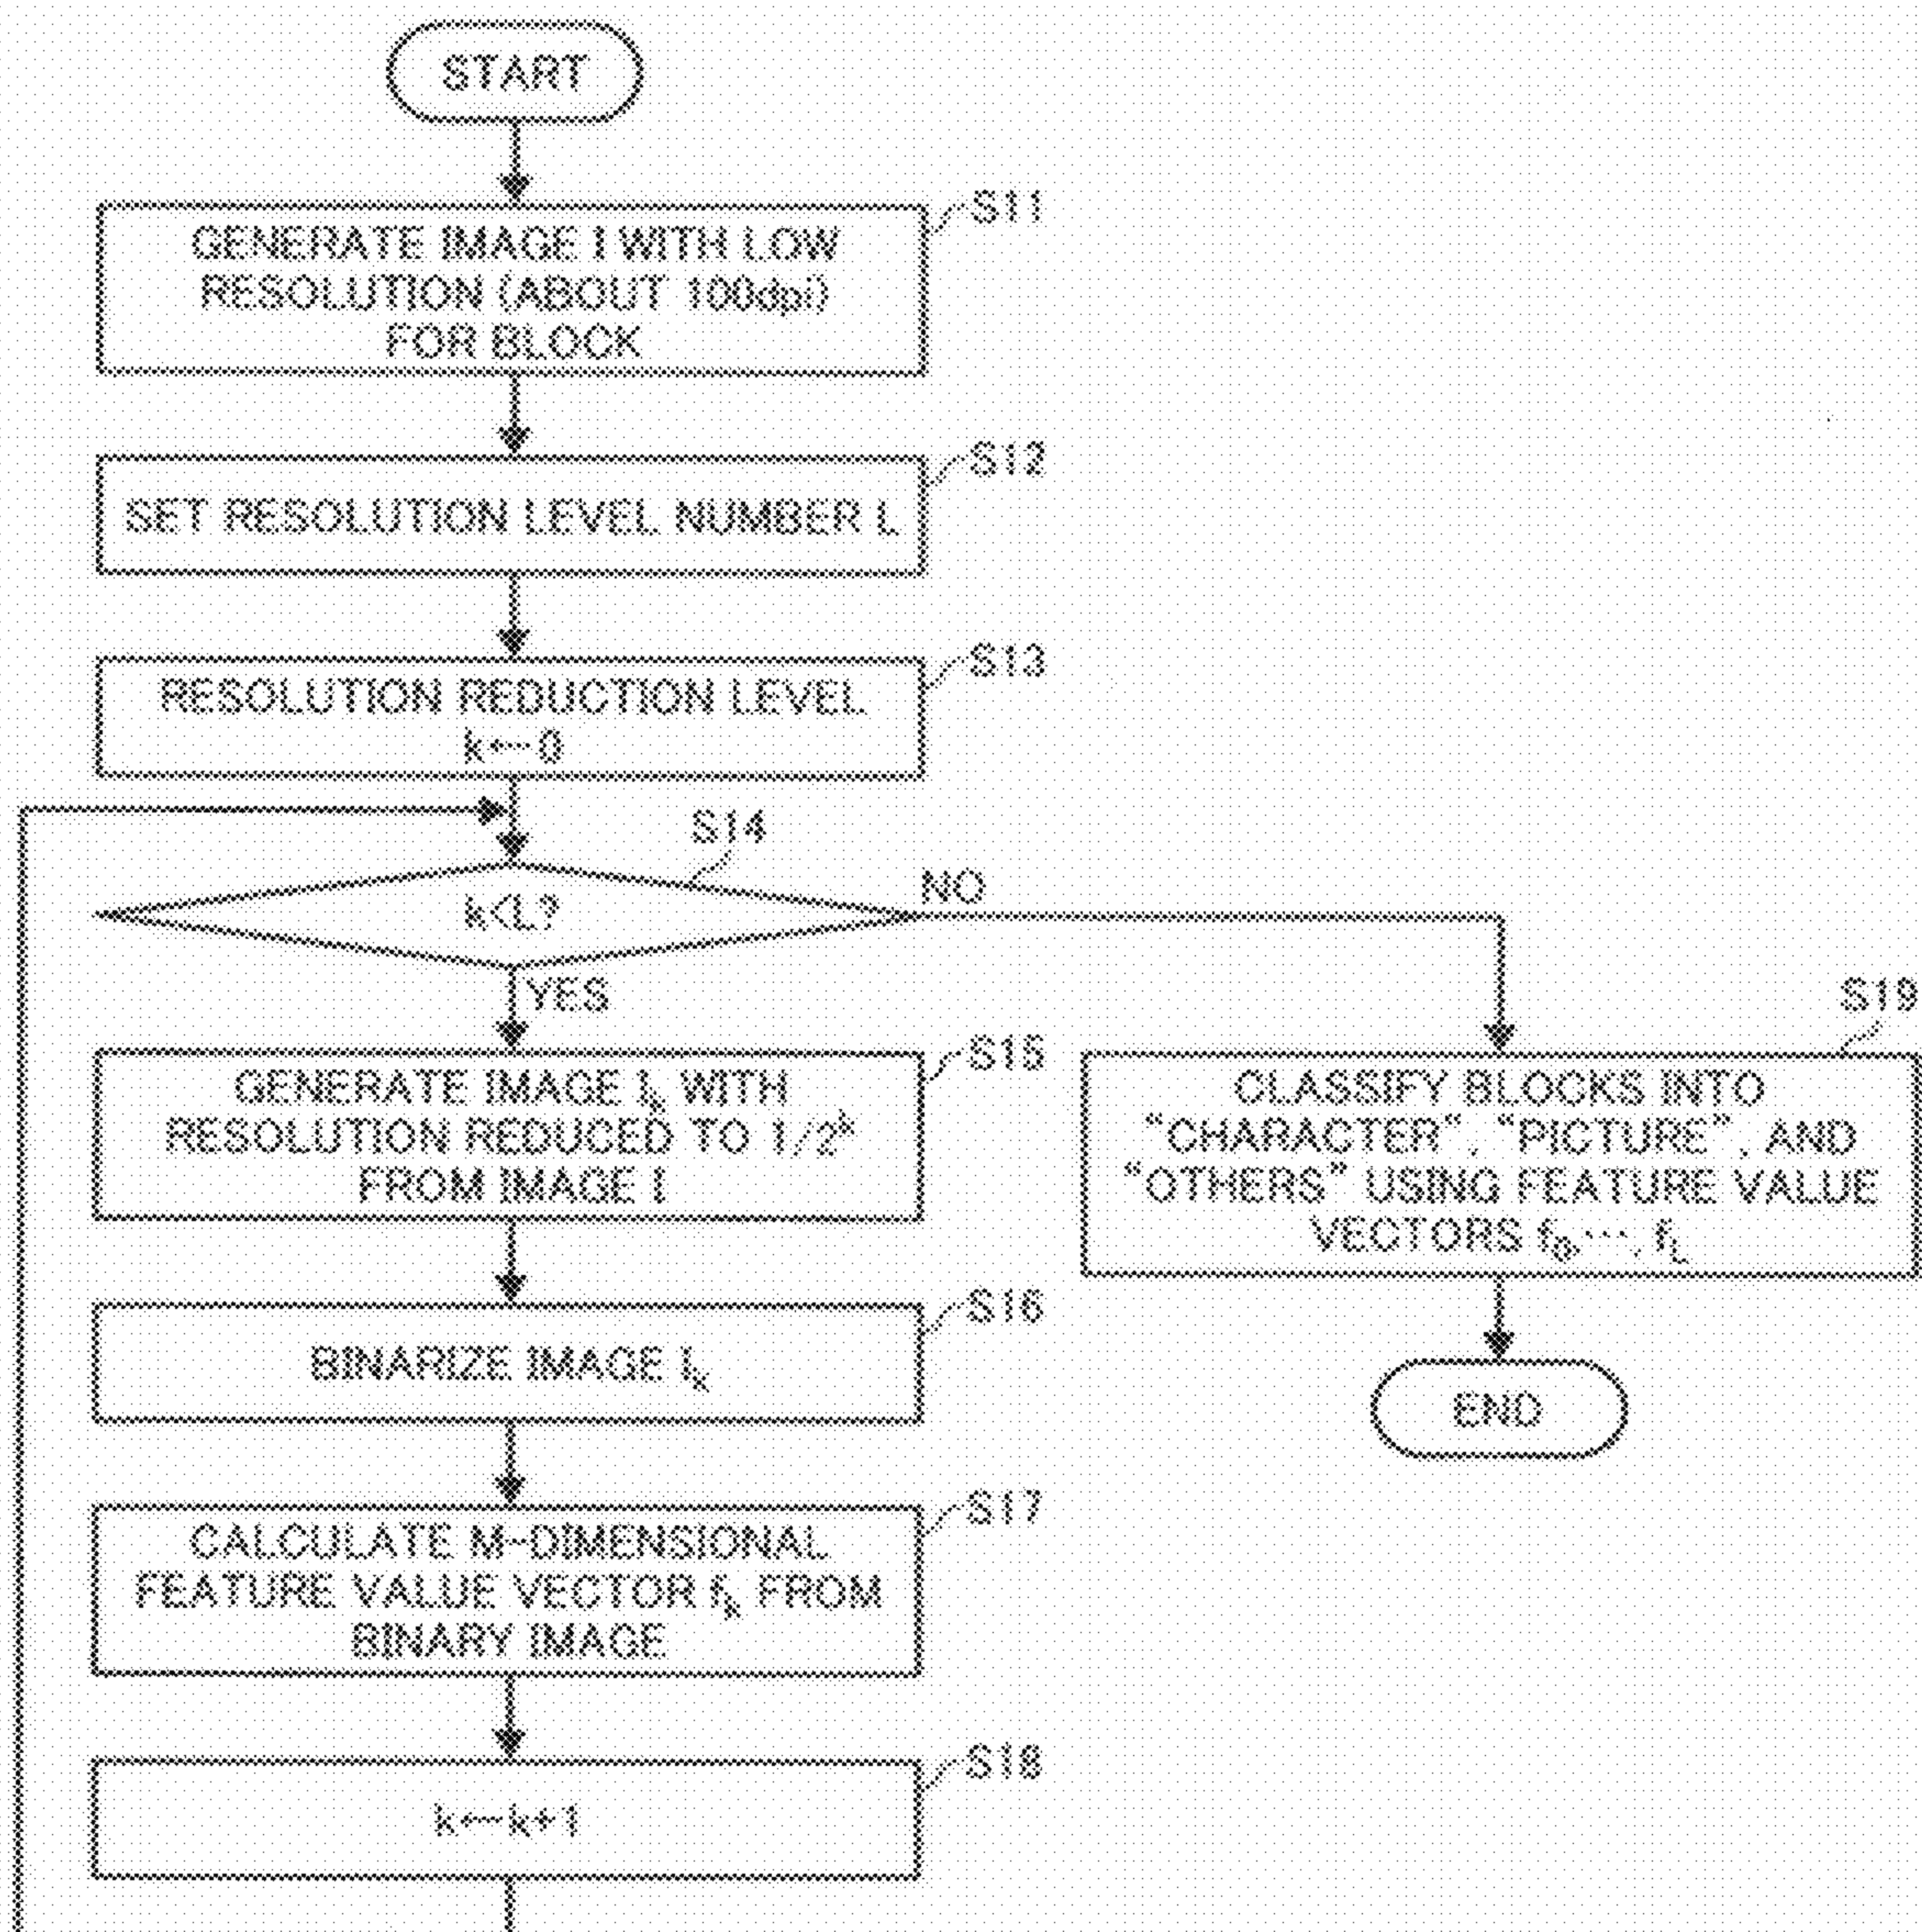 START
S11
GENERATE IMAGE I WITH LOW
RESOLUTION (ABOUT 100dpi)
FOR BLOCK
S12
SET RESOLUTION LEVEL NUMBER L
S13
RESOLUTION REDUCTION LEVEL
k←0
S14
k<L?
NO
YES
S15
GENERATE IMAGE Iₖ WITH
RESOLUTION REDUCED TO 1/2ᵏ
FROM IMAGE I
S16
BINARIZE IMAGE Iₖ
S17
CALCULATE M-DIMENSIONAL
FEATURE VALUE VECTOR fₖ FROM
BINARY IMAGE
S18
k←k+1
S19
CLASSIFY BLOCKS INTO
“CHARACTER”, “PICTURE”, AND
“OTHERS” USING FEATURE VALUE
VECTORS f₀, ⋯, f_L
END